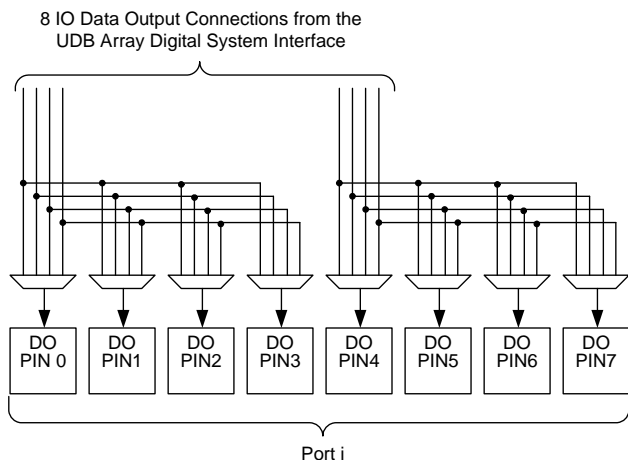 8 IO Data Output Connections from the
UDB Array Digital System Interface
DO
PIN 0
DO
PIN1
DO
PIN2
DO
PIN3
DO
PIN4
DO
PIN5
DO
PIN6
DO
PIN7
Port i